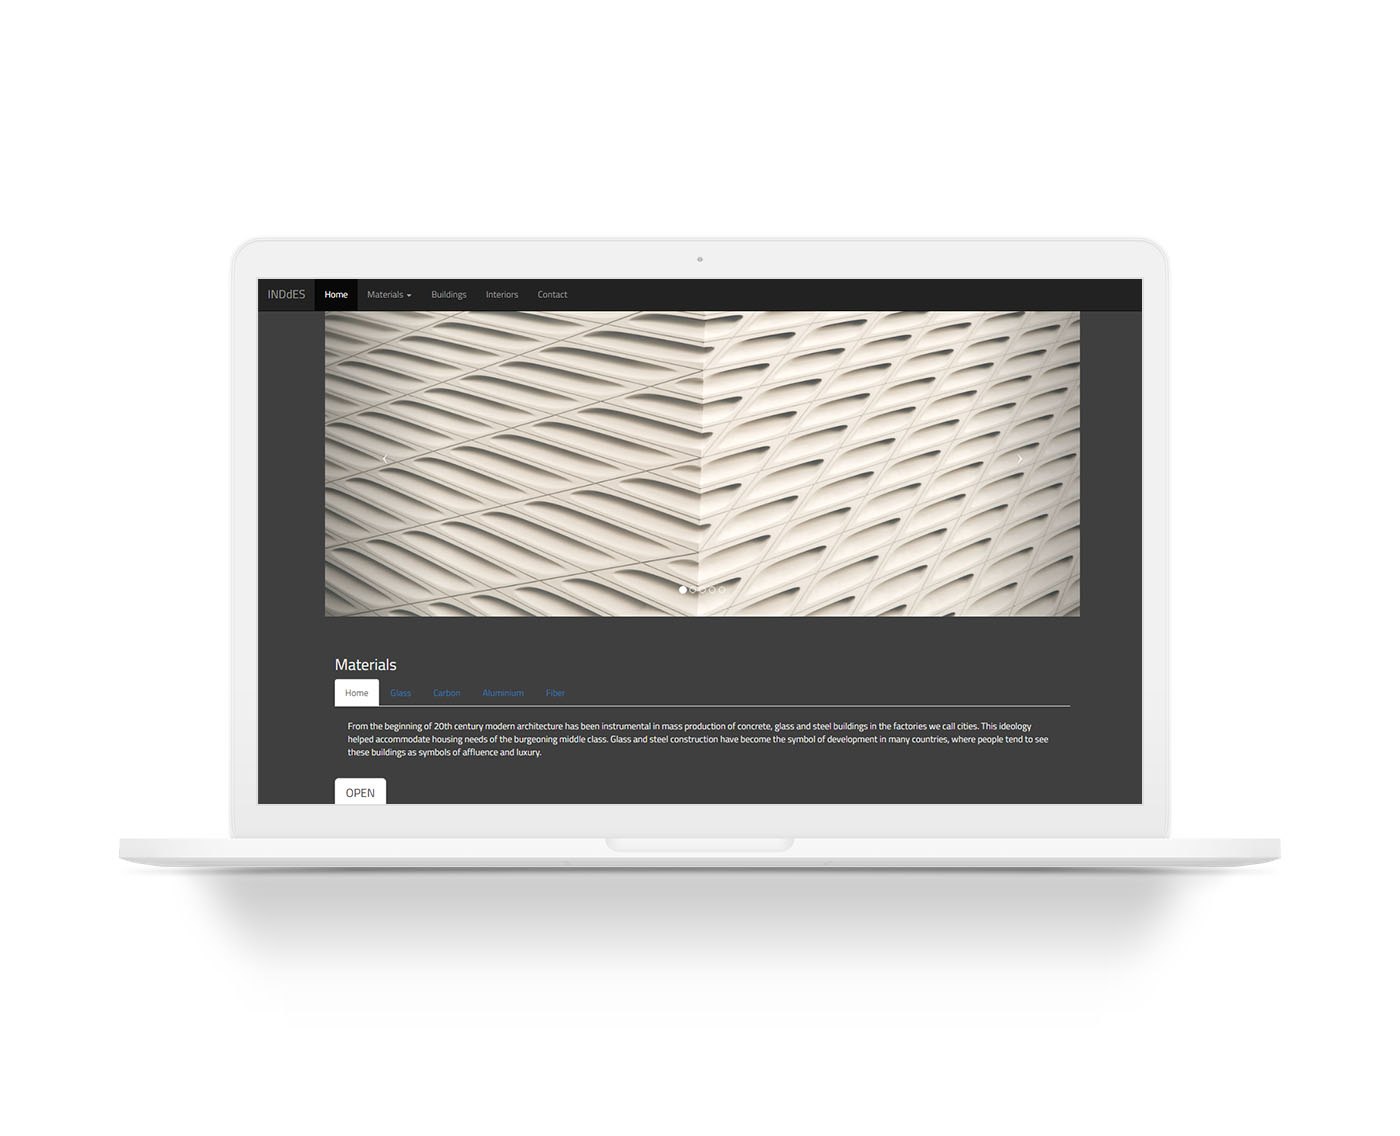 INDdES Home Materials Buildings Interiors Contact
Materials
Home Glass Carbon Aluminium Fiber
From the beginning of 20th century modern architecture has been instrumental in mass production of concrete, glass and steel buildings in the factories we call cities. This ideology
helped accommodate housing needs of the burgeoning middle class. Glass and steel construction have become the symbol of development in many countries, where people tend to see
these buildings as symbols of affluence and luxury.
OPEN